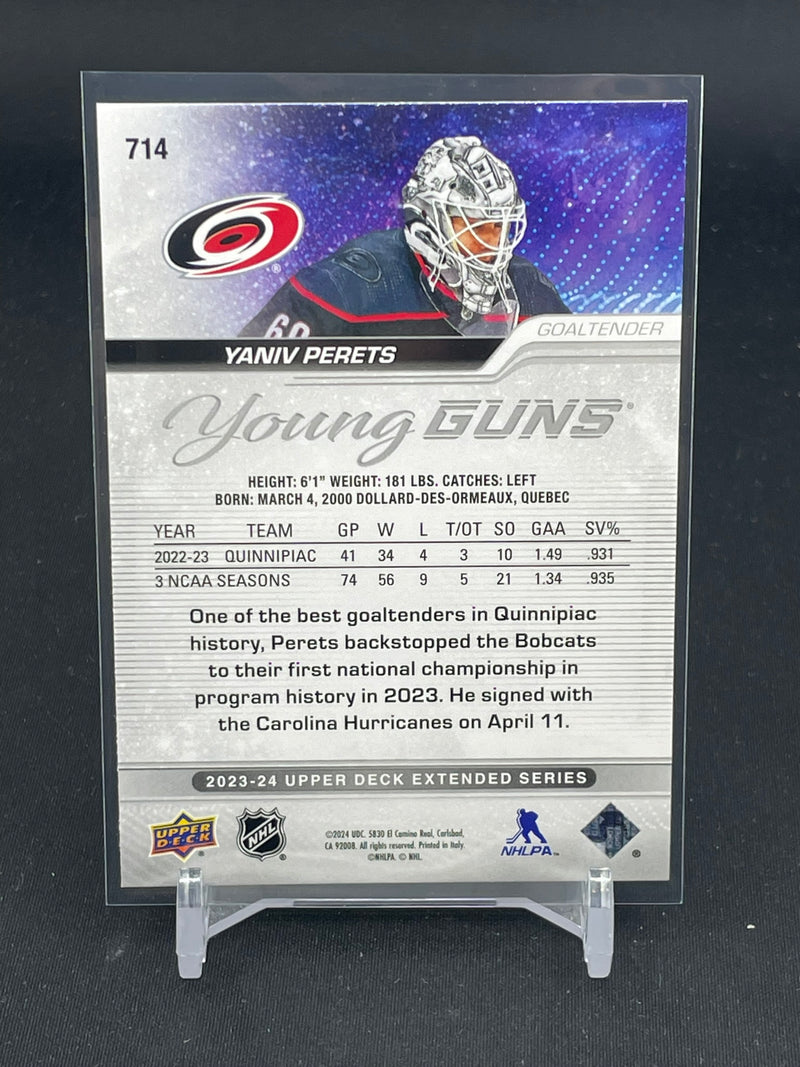 714
®
60
GOALTENDER
YANIV PERETS
Young GUNS®
HEIGHT: 6'1" WEIGHT: 181 LBS. CATCHES: LEFT
BORN: MARCH 4, 2000 DOLLARD-DES-ORMEAUX, QUEBEC
YEAR TEAM GP W L T/OT SO GAA SV%
2022-23 QUINNIPIAC 41 34 4 3 10 1.49 .931
3 NCAA SEASONS 74 56 9 5 21 1.34 .935
One of the best goaltenders in Quinnipiac
history, Perets backstopped the Bobcats
to their first national championship in
program history in 2023. He signed with
the Carolina Hurricanes on April 11.
2023-24 UPPER DECK EXTENDED SERIES
UPPER
D·E·C·K ®
NHL ®
©2024 UDC. 5830 El Camino Real, Carlsbad,
CA 92008. All rights reserved. Printed in Italy.
©NHLPA. © NHL.
NHLPA™
®